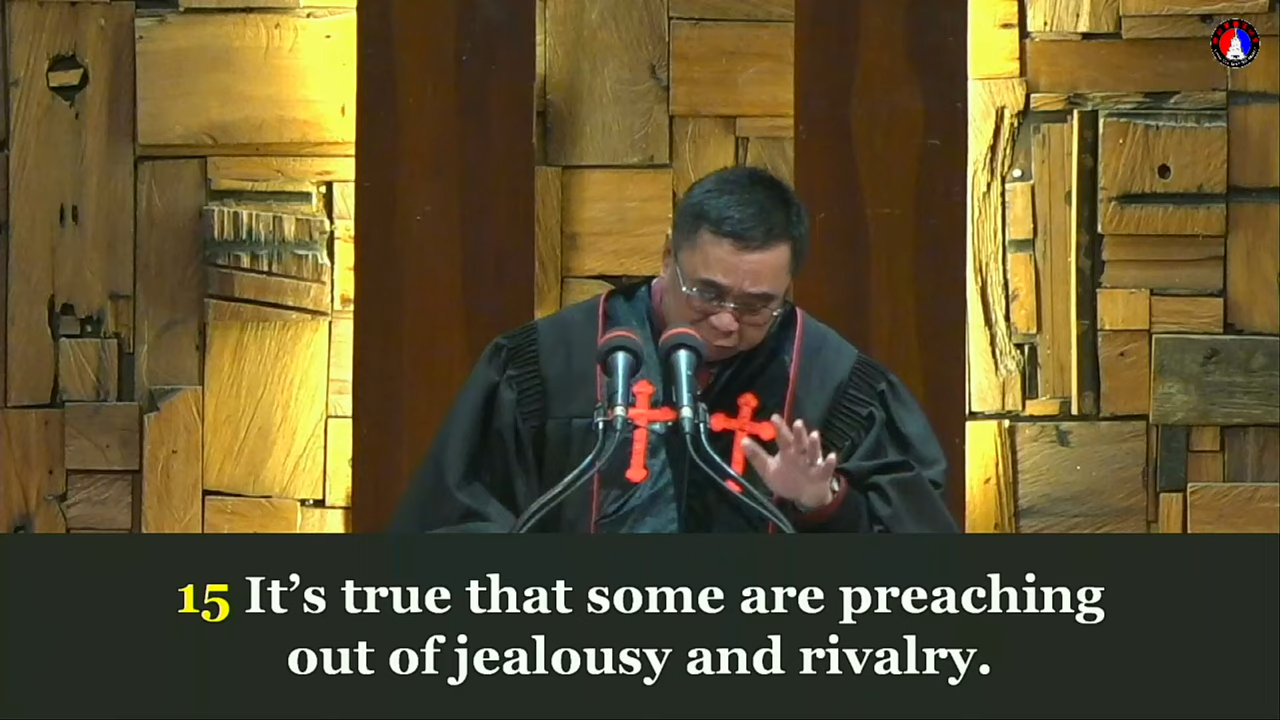 15 It’s true that some are preaching
out of jealousy and rivalry.